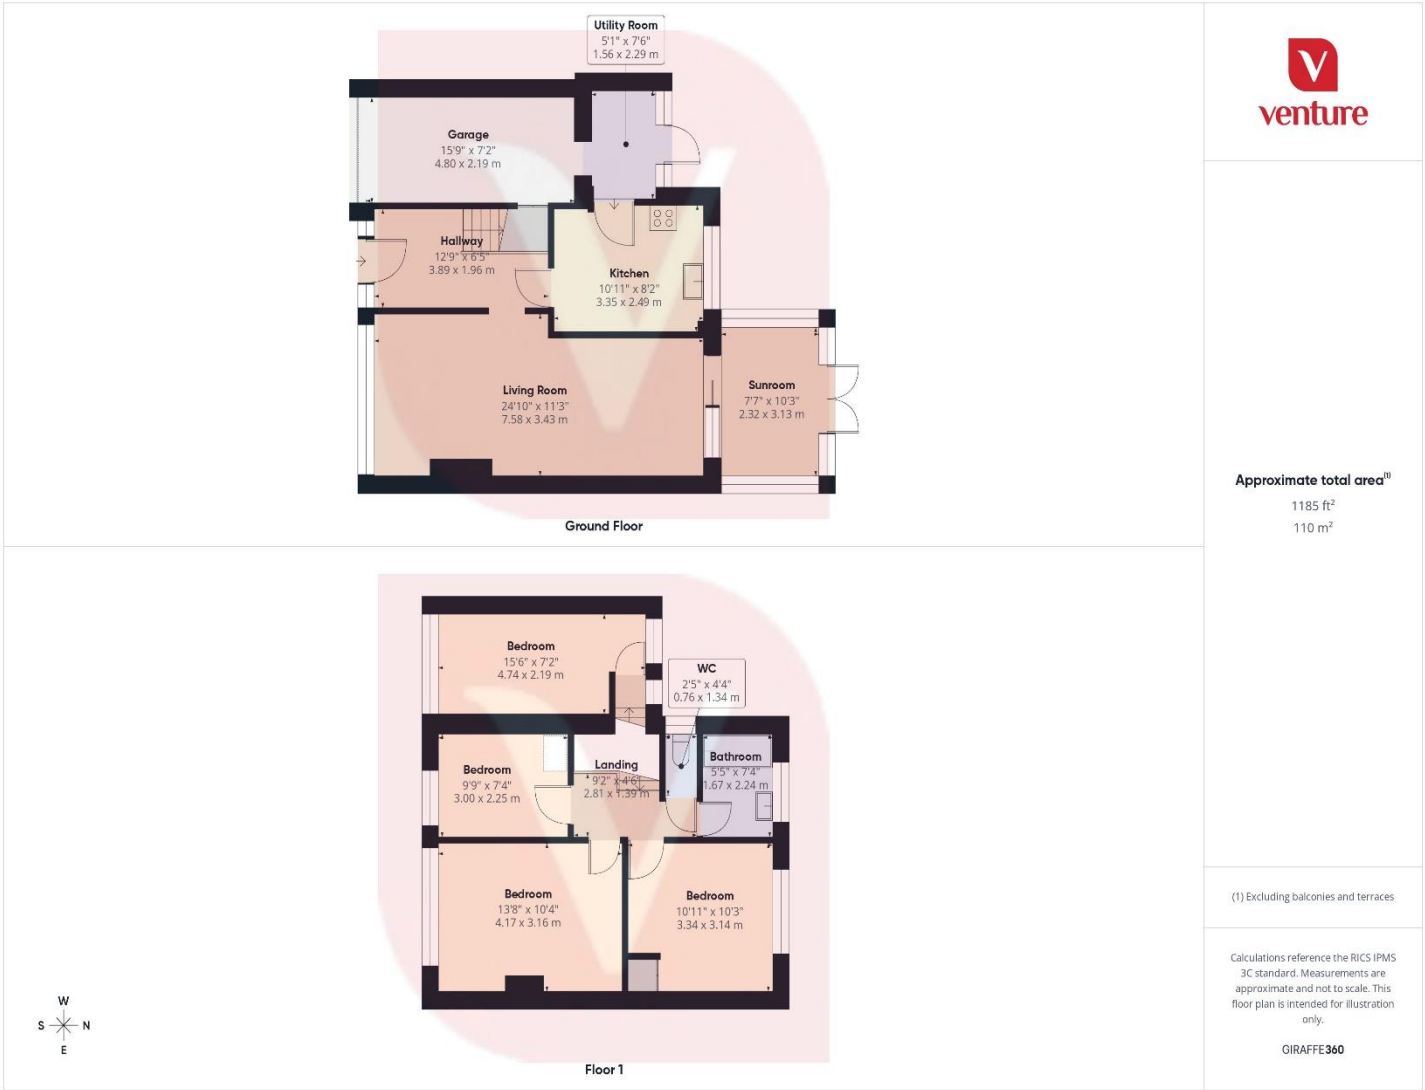 Utility Room
5'1" x 7'6"
1.56 x 2.29 m
Garage
15'9" x 7'2"
4.80 x 2.19 m
Hallway
12'9" x 6'5"
3.89 x 1.96 m
Kitchen
10'11" x 8'2"
3.35 x 2.49 m
Living Room
24'10" x 11'3"
7.58 x 3.43 m
Sunroom
7'7" x 10'3"
2.32 x 3.13 m
Ground Floor
Bedroom
15'6" x 7'2"
4.74 x 2.19 m
WC
2'5" x 4'4"
0.76 x 1.34 m
Bedroom
9'9" x 7'4"
3.00 x 2.25 m
Landing
9'2" x 4'6"
2.81 x 1.39 m
Bathroom
5'5" x 7'4"
1.67 x 2.24 m
Bedroom
13'8" x 10'4"
4.17 x 3.16 m
Bedroom
10'11" x 10'3"
3.34 x 3.14 m
W
S N
E
Floor 1
venture
Approximate total area(1)
1185 ft²
110 m²
(1) Excluding balconies and terraces
Calculations reference the RICS IPMS
3C standard. Measurements are
approximate and not to scale. This
floor plan is intended for illustration
only.
GIRAFFE360